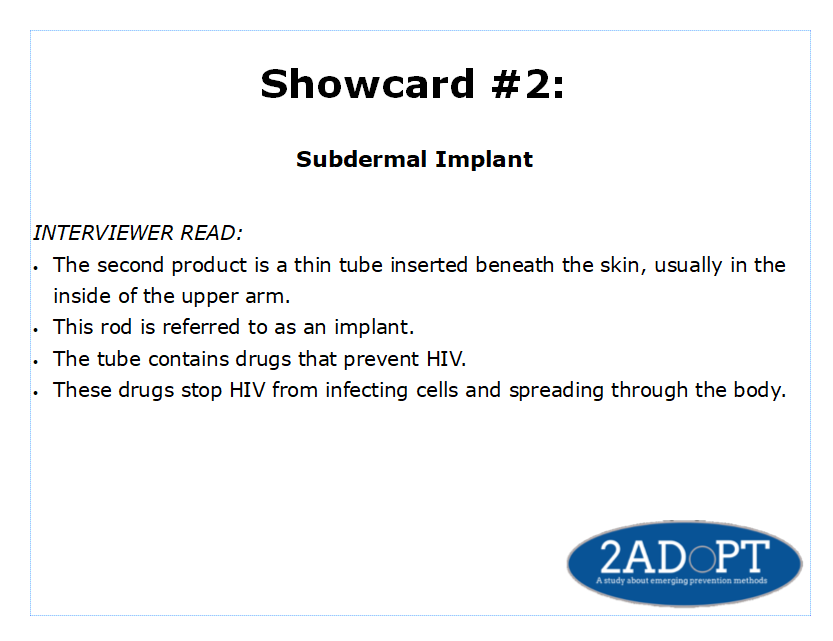 Showcard #2:
Subdermal Implant
INTERVIEWER READ:
• The second product is a thin tube inserted beneath the skin, usually in the
inside of the upper arm.
• This rod is referred to as an implant.
• The tube contains drugs that prevent HIV.
• These drugs stop HIV from infecting cells and spreading through the body.
2ADOPT
A study about emerging prevention methods